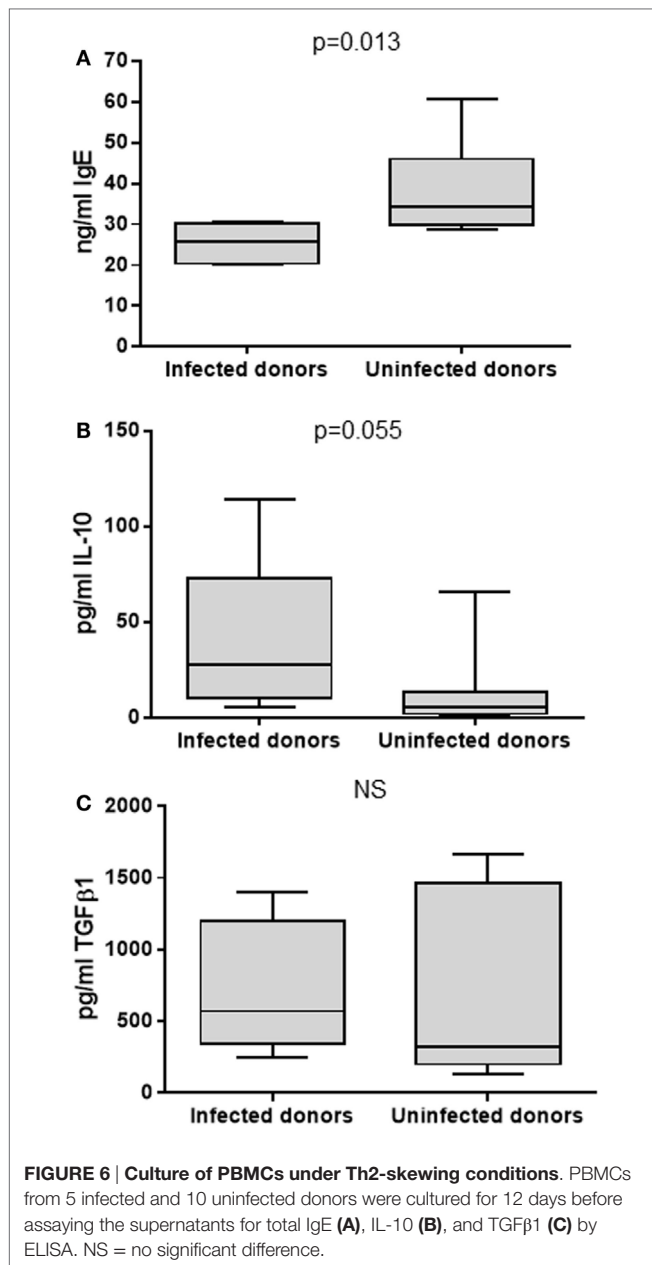 A
p=0.013
ng/ml IgE
70
60
50
40
30
20
10
0
Infected donors
Uninfected donors
B
p=0.055
pg/ml IL-10
150
100
50
0
Infected donors
Uninfected donors
C
NS
pg/ml TGFβ1
2000
1500
1000
500
0
Infected donors
Uninfected donors
FIGURE 6 | Culture of PBMCs under Th2-skewing conditions. PBMCs
from 5 infected and 10 uninfected donors were cultured for 12 days before
assaying the supernatants for total IgE (A), IL-10 (B), and TGFβ1 (C) by
ELISA. NS = no significant difference.